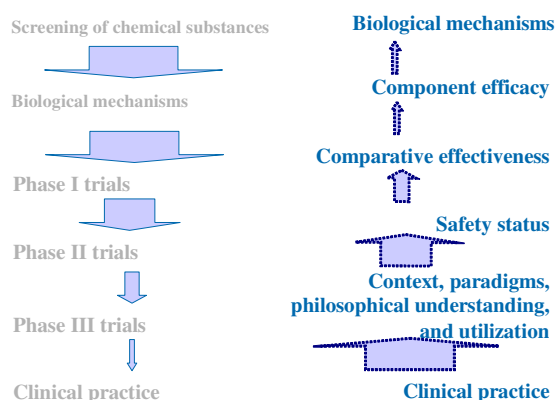 Screening of chemical substances
Biological mechanisms
Phase I trials
Phase II trials
Phase III trials
Clinical practice
Biological mechanisms
Component efficacy
Comparative effectiveness
Safety status
Context, paradigms,
philosophical understanding,
and utilization
Clinical practice